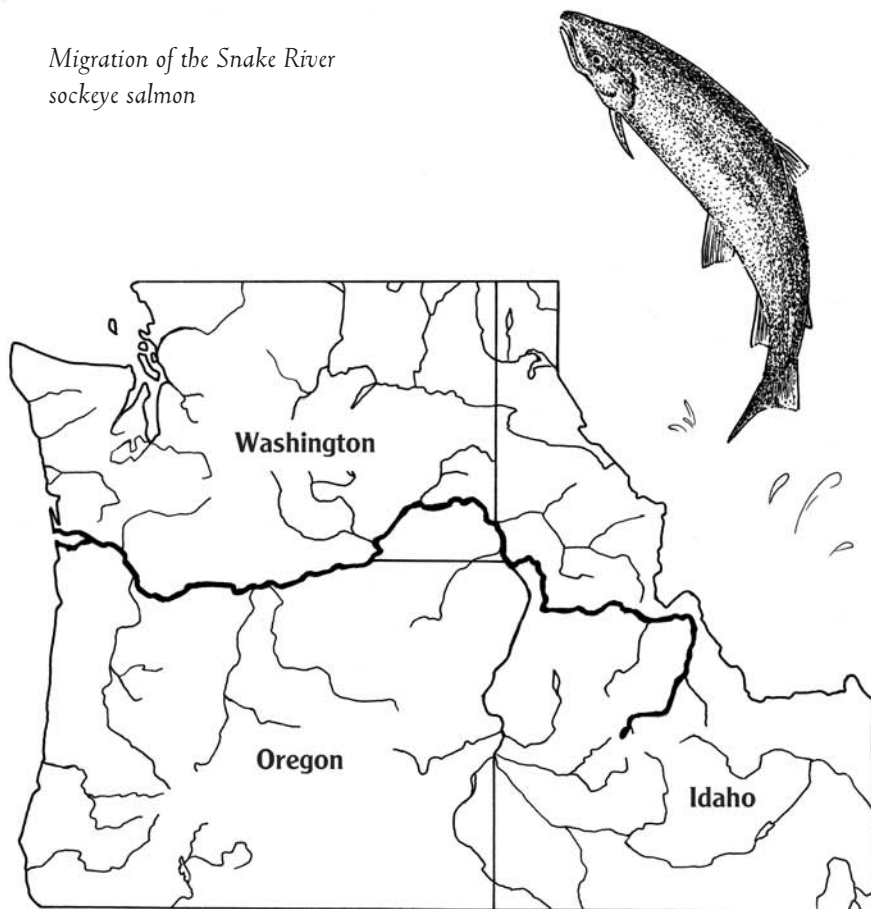 Migration of the Snake River
sockeye salmon
Washington
Oregon
Idaho